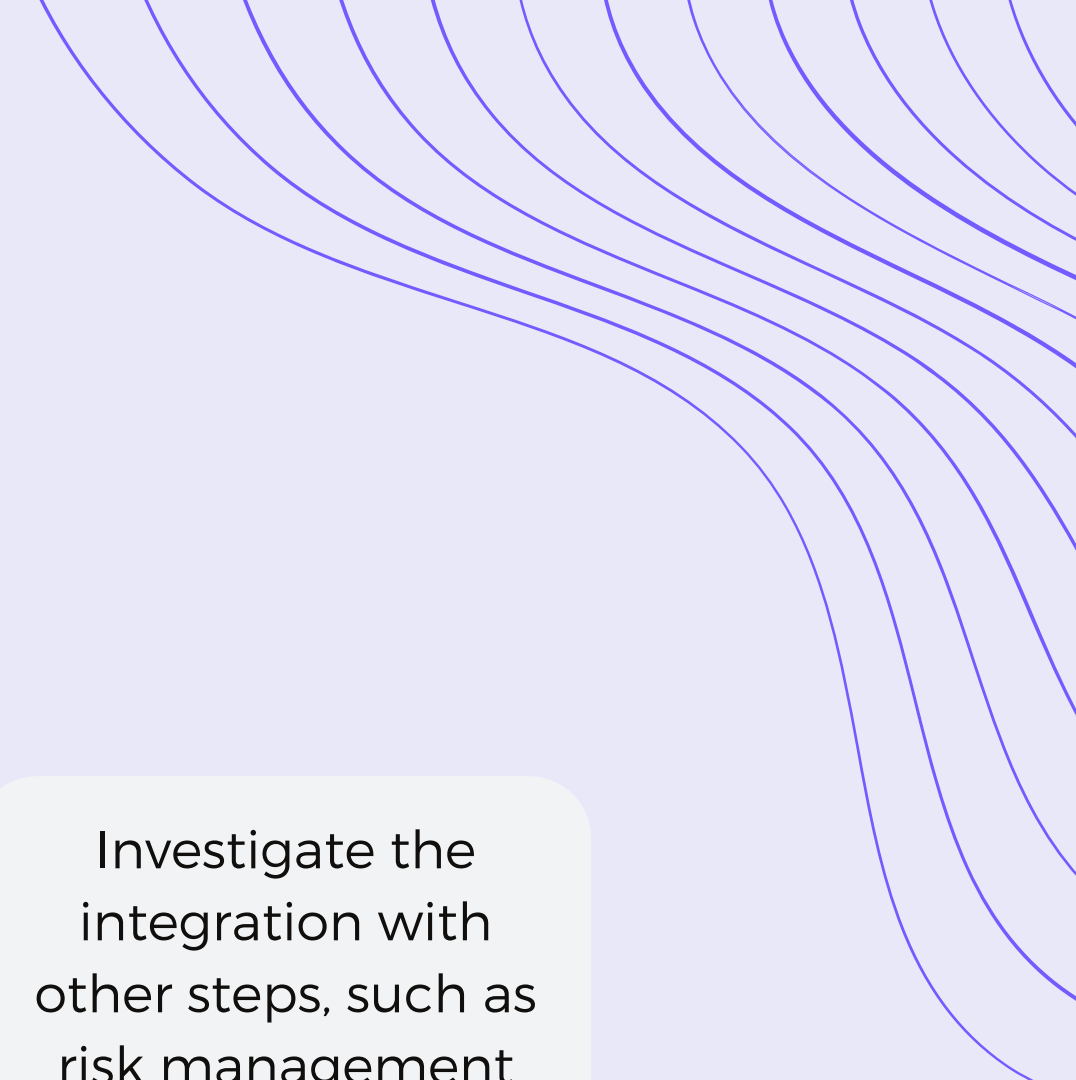 Investigate the
integration with
other steps, such as
risk management